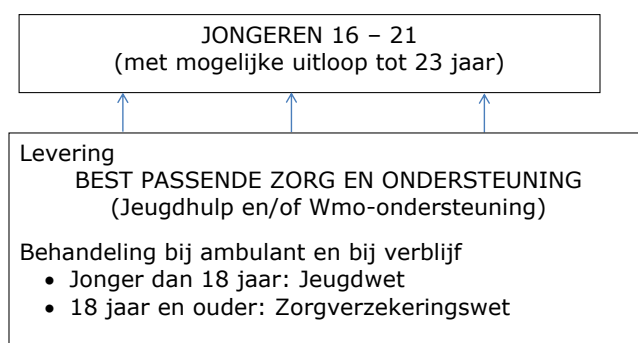 JONGEREN 16 – 21
(met mogelijke uitloop tot 23 jaar)
Levering
BEST PASSENDE ZORG EN ONDERSTEUNING
(Jeugdhulp en/of Wmo-ondersteuning)
Behandeling bij ambulant en bij verblijf
• Jonger dan 18 jaar: Jeugdwet
• 18 jaar en ouder: Zorgverzekeringswet